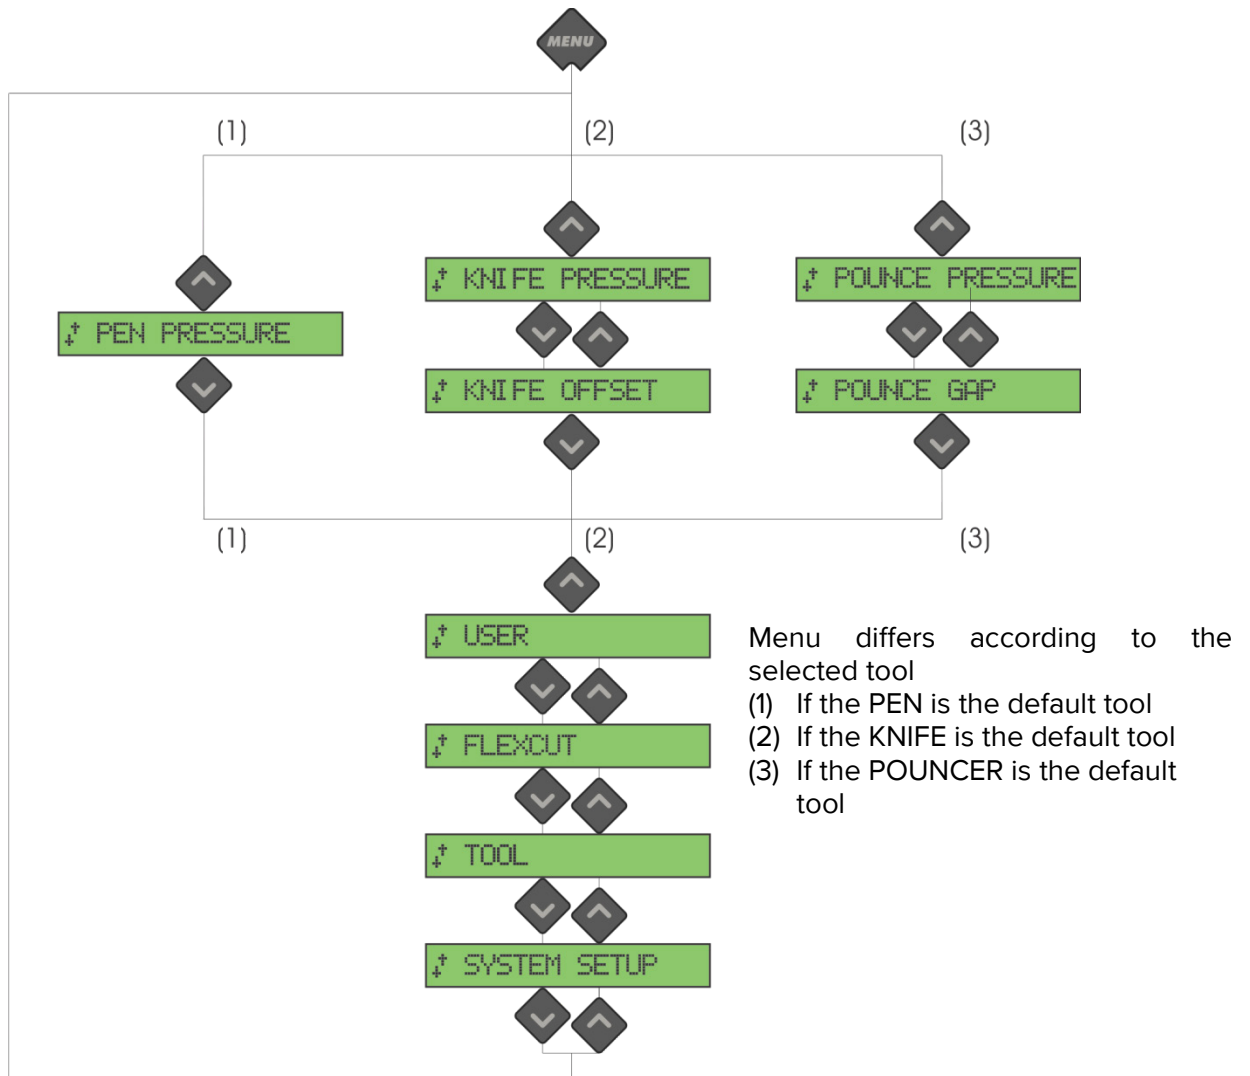 MENU
(1)
(2)
(3)
KNIFE PRESSURE
POUNCE PRESSURE
PEN PRESSURE
KNIFE OFFSET
POUNCE GAP
(1)
(2)
(3)
USER
Menu differs according to the
selected tool
(1) If the PEN is the default tool
(2) If the KNIFE is the default tool
(3) If the POUNCER is the default
tool
FLEXCUT
TOOL
SYSTEM SETUP